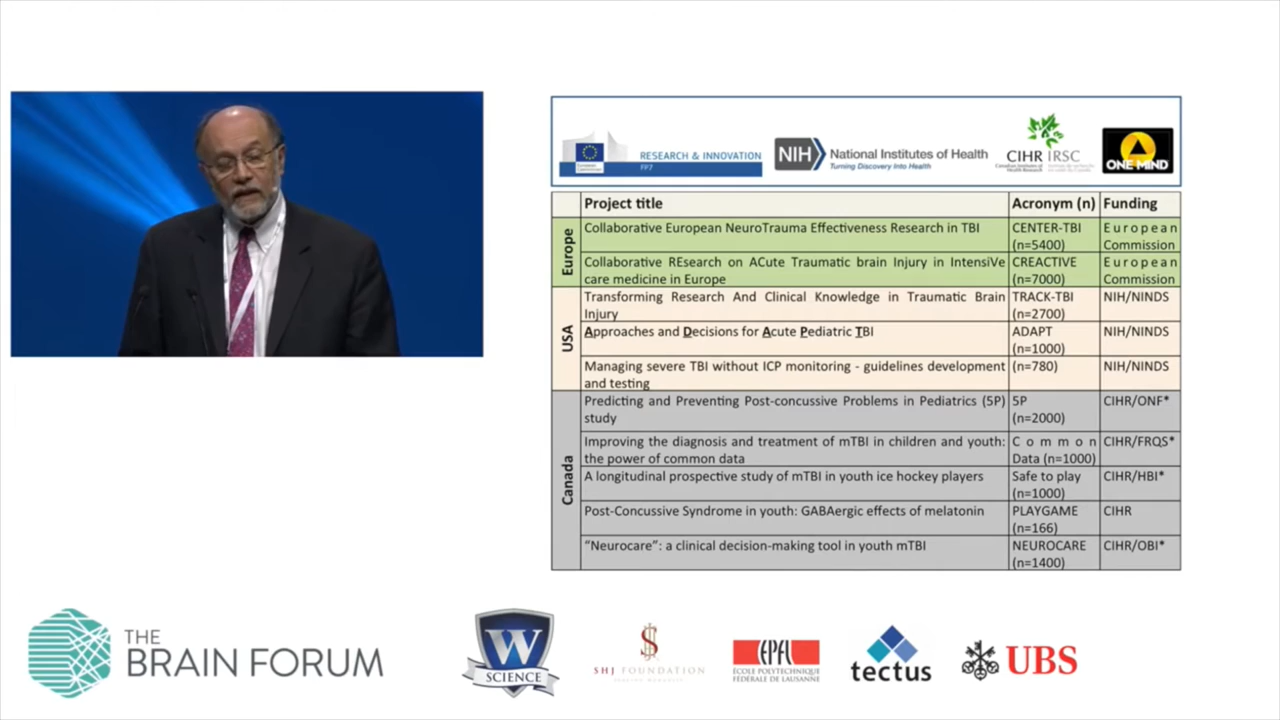 European
Commission
RESEARCH & INNOVATION
FP7
NIH
National Institutes of Health
Turning Discovery Into Health
CIHR IRSC
Canadian Institutes of
Health Research
ONE MIND
Project title Acronym (n) Funding
Europe
Collaborative European NeuroTrauma Effectiveness Research in TBI CENTER-TBI European
(n=5400) Commission
Collaborative REsearch on ACute Traumatic brain Injury in IntensiVe CREACTIVE European
care medicine in Europe (n=7000) Commission
USA
Transforming Research And Clinical Knowledge in Traumatic Brain TRACK-TBI NIH/NINDS
Injury (n=2700)
Approaches and Decisions for Acute Pediatric TBI ADAPT NIH/NINDS
(n=1000)
Managing severe TBI without ICP monitoring - guidelines development (n=780) NIH/NINDS
and testing
Canada
Predicting and Preventing Post-concussive Problems in Pediatrics (5P) 5P CIHR/ONF*
study (n=2000)
Improving the diagnosis and treatment of mTBI in children and youth: Common CIHR/FRQS*
the power of common data Data (n=1000)
A longitudinal prospective study of mTBI in youth ice hockey players Safe to play CIHR/HBI*
(n=1000)
Post-Concussive Syndrome in youth: GABAergic effects of melatonin PLAYGAME CIHR
(n=166)
“Neurocare”: a clinical decision-making tool in youth mTBI NEUROCARE CIHR/OBI*
(n=1400)
THE
BRAIN FORUM
W
SCIENCE
SHJ FOUNDATION
EPFL
ÉCOLE POLYTECHNIQUE
FÉDÉRALE DE LAUSANNE
tectus
UBS